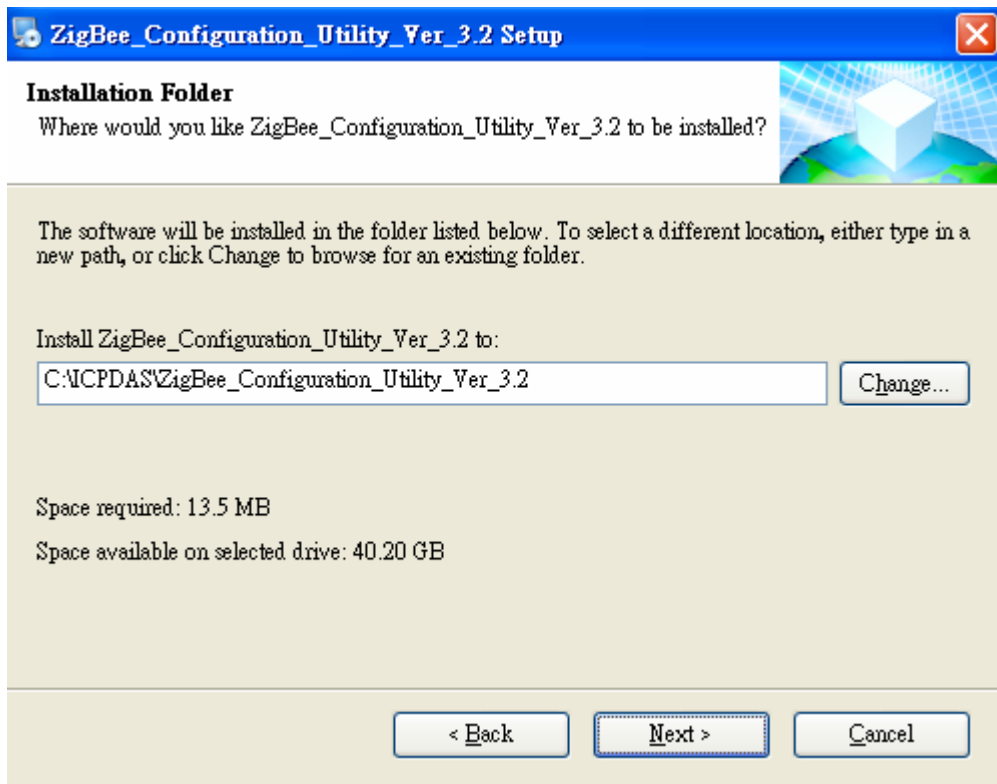 ZigBee_Configuration_Utility_Ver_3.2 Setup
Installation Folder
Where would you like ZigBee_Configuration_Utility_Ver_3.2 to be installed?
The software will be installed in the folder listed below. To select a different location, either type in a
new path, or click Change to browse for an existing folder.
Install ZigBee_Configuration_Utility_Ver_3.2 to:
C:\ICPDAS\ZigBee_Configuration_Utility_Ver_3.2
Change...
Space required: 13.5 MB
Space available on selected drive: 40.20 GB
< Back
Next >
Cancel